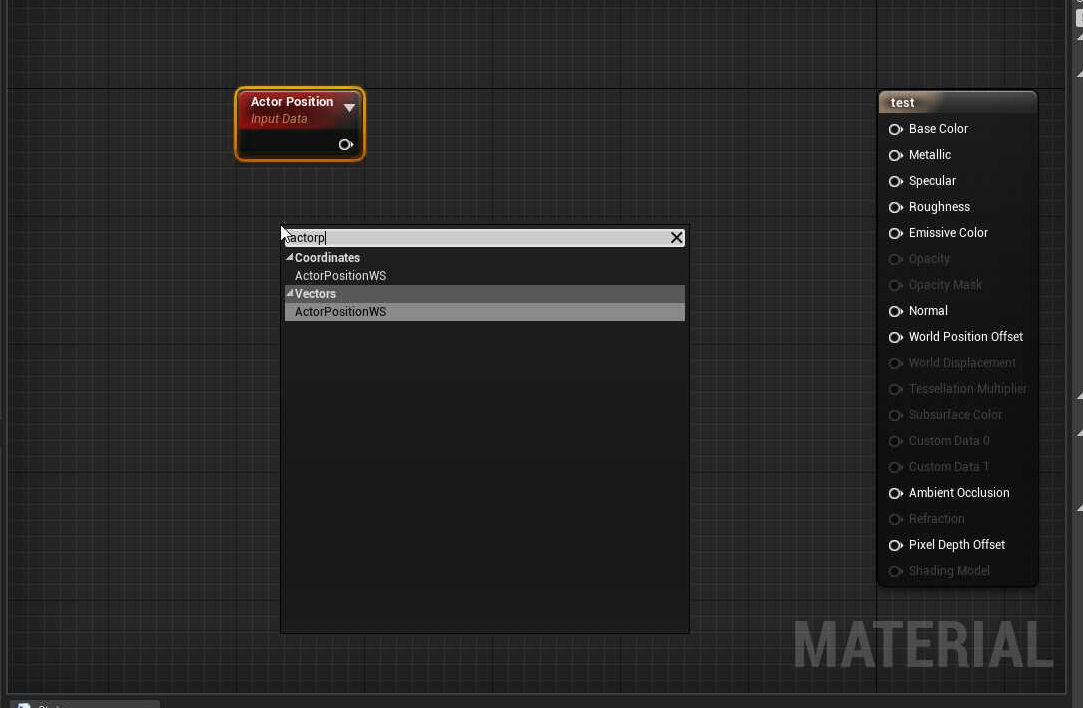 Actor Position
Input Data
actorp
Coordinates
ActorPositionWS
Vectors
ActorPositionWS
test
Base Color
Metallic
Specular
Roughness
Emissive Color
Opacity
Opacity Mask
Normal
World Position Offset
World Displacement
Tessellation Multiplier
Subsurface Color
Custom Data 0
Custom Data 1
Ambient Occlusion
Refraction
Pixel Depth Offset
Shading Model
MATERIAL